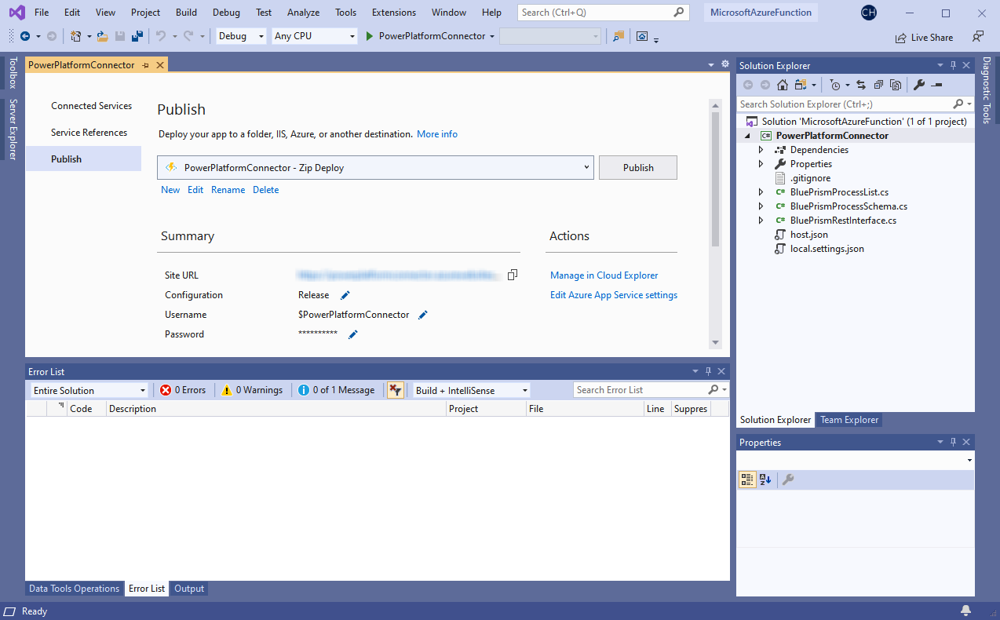 File Edit View Project Build Debug Test Analyze Tools Extensions Window Help Search (Ctrl+Q) MicrosoftAzureFunction CH
Debug Any CPU PowerPlatformConnector Live Share
Toolbox
Server Explorer
PowerPlatformConnector
Connected Services
Service References
Publish
Publish
Deploy your app to a folder, IIS, Azure, or another destination. More info
PowerPlatformConnector - Zip Deploy Publish
New Edit Rename Delete
Summary Actions
Site URL Manage in Cloud Explorer
Configuration Release Edit Azure App Service settings
Username $PowerPlatformConnector
Password **********
Error List
Entire Solution 0 Errors 0 Warnings 0 of 1 Message Build + IntelliSense Search Error List
Code Description Project File Line Suppres
Data Tools Operations Error List Output
Solution Explorer
Search Solution Explorer (Ctrl+;)
Solution 'MicrosoftAzureFunction' (1 of 1 project)
C# PowerPlatformConnector
Dependencies
Properties
.gitignore
C# BluePrismProcessList.cs
C# BluePrismProcessSchema.cs
C# BluePrismRestInterface.cs
host.json
local.settings.json
Solution Explorer Team Explorer
Properties
Diagnostic Tools
Ready